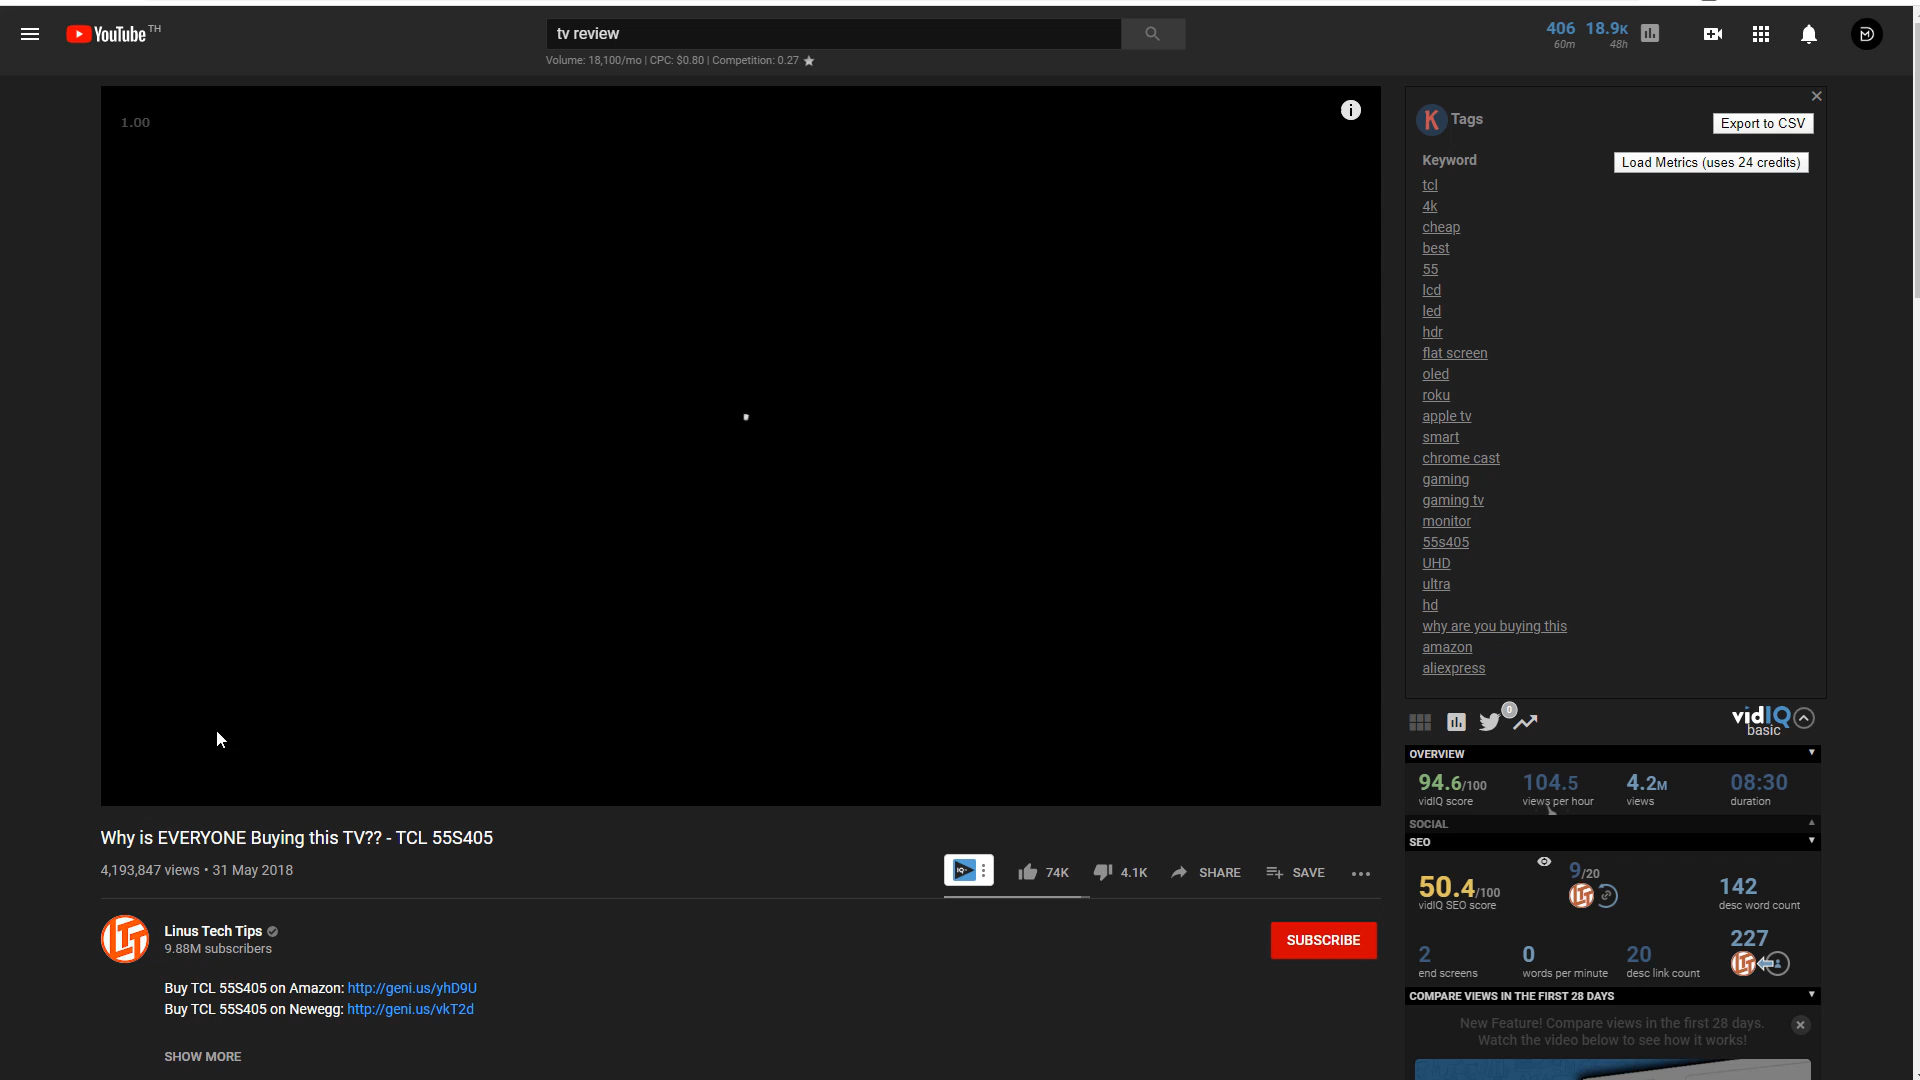 YouTube TH
tv review
Volume: 18,100/mo | CPC: $0.80 | Competition: 0.27 ★
406 18.9K
60m 48h
1.00
K Tags
Export to CSV
Keyword
Load Metrics (uses 24 credits)
tcl
4k
cheap
best
55
lcd
led
hdr
flat screen
oled
roku
apple tv
smart
chrome cast
gaming
gaming tv
monitor
55s405
UHD
ultra
hd
why are you buying this
amazon
aliexpress
0
vidIQ
basic
OVERVIEW
94.6/100 104.5 4.2M 08:30
vidIQ score views per hour views duration
SOCIAL
SEO
50.4/100 9/20 142
vidIQ SEO score desc word count
2 0 20 227
end screens words per minute desc link count
COMPARE VIEWS IN THE FIRST 28 DAYS
New Feature! Compare views in the first 28 days.
Watch the video below to see how it works!
Why is EVERYONE Buying this TV?? - TCL 55S405
4,193,847 views • 31 May 2018
IQ 74K 4.1K SHARE SAVE
LTT
Linus Tech Tips
9.88M subscribers
SUBSCRIBE
Buy TCL 55S405 on Amazon: http://geni.us/yhD9U
Buy TCL 55S405 on Newegg: http://geni.us/vkT2d
SHOW MORE